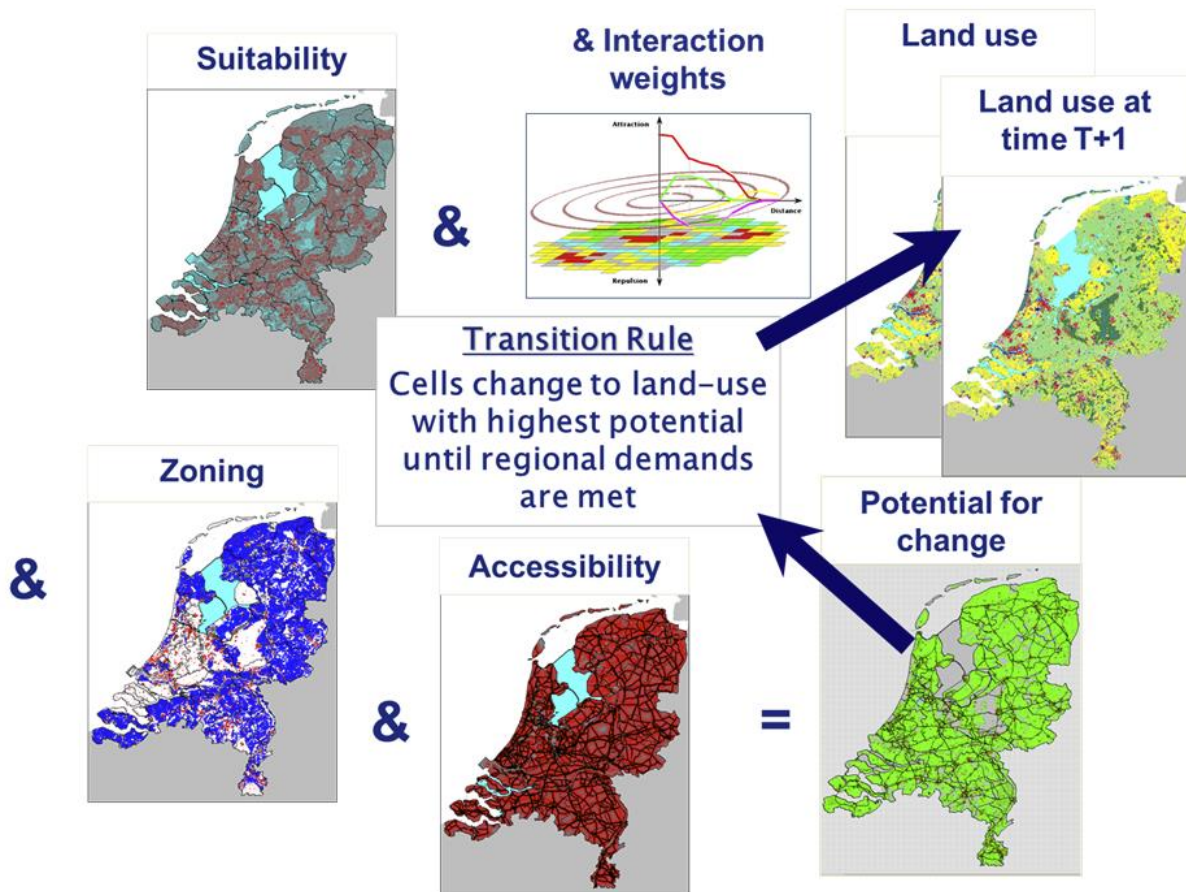 Suitability
&
& Interaction
weights
Attraction
Distance
Repulsion
Land use
Land use at
time T+1
Transition Rule
Cells change to land-use
with highest potential
until regional demands
are met
&
Zoning
&
Accessibility
=
Potential for
change